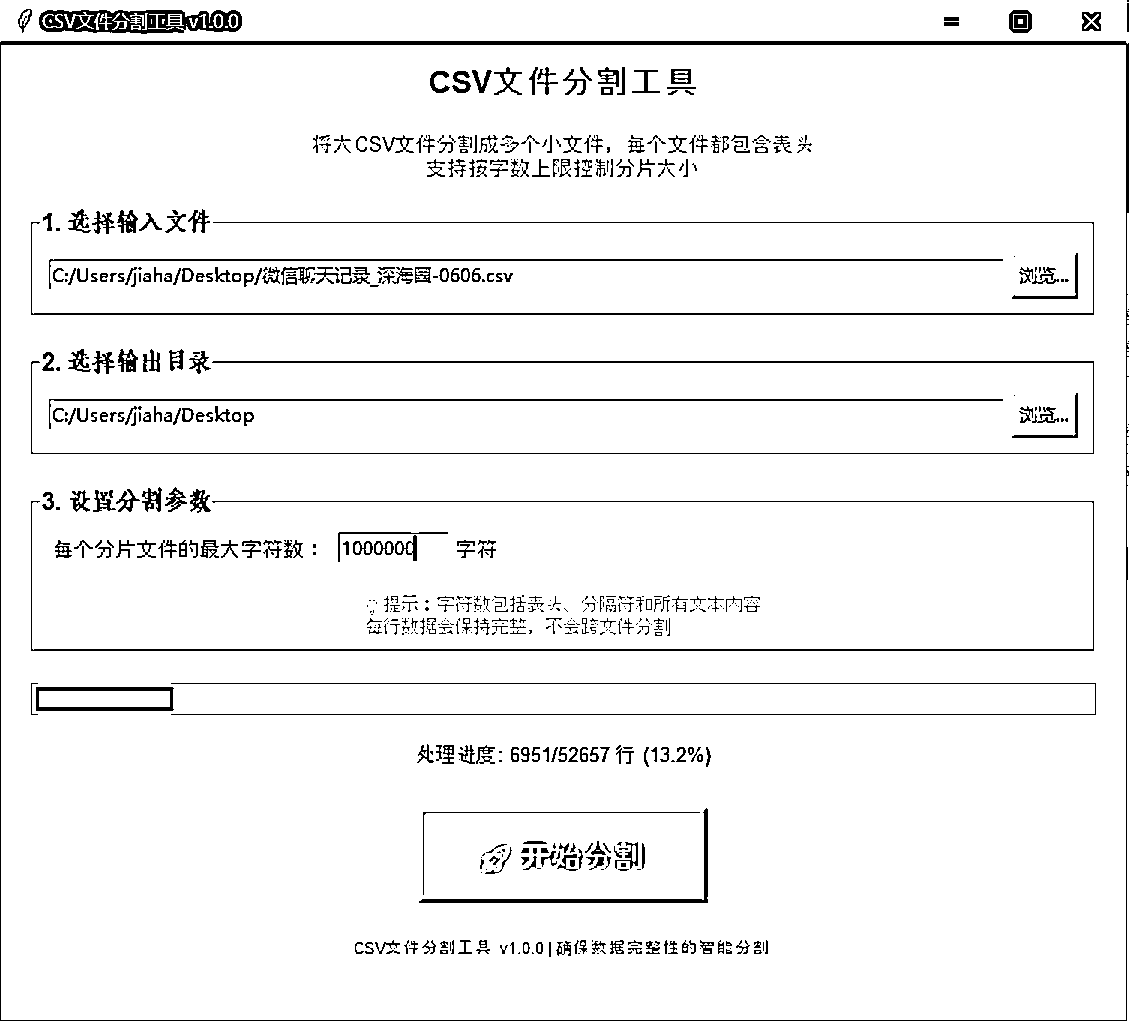 CSV文件分割工具 v1.0.0
CSV文件分割工具
将大CSV文件分割成多个小文件，每个文件都包含表头
支持按字数上限控制分片大小
1. 选择输入文件
C:/Users/jiaha/Desktop/微信聊天记录_深海圈-0606.csv
浏览...
2. 选择输出目录
C:/Users/jiaha/Desktop
浏览...
3. 设置分割参数
每个分片文件的最大字符数： 1000000 字符
提示：字符数包括表头、分隔符和所有文本内容
每行数据会保持完整，不会跨文件分割
处理进度: 6951/52657 行 (13.2%)
开始分割
CSV文件分割工具 v1.0.0 | 确保数据完整性的智能分割